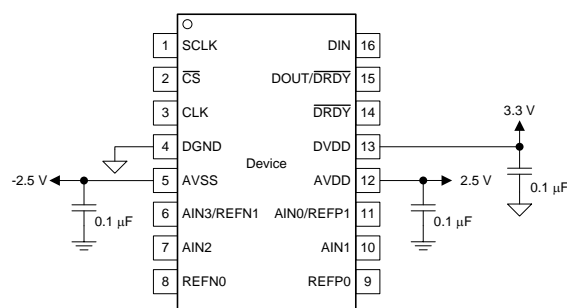 1 SCLK DIN 16
2 CS DOUT/DRDY 15
3 CLK DRDY 14
3.3 V
4 DGND DVDD 13
Device
0.1 µF
-2.5 V 5 AVSS AVDD 12 2.5 V
0.1 µF 6 AIN3/REFN1 AIN0/REFP1 11 0.1 µF
7 AIN2 AIN1 10
8 REFN0 REFP0 9